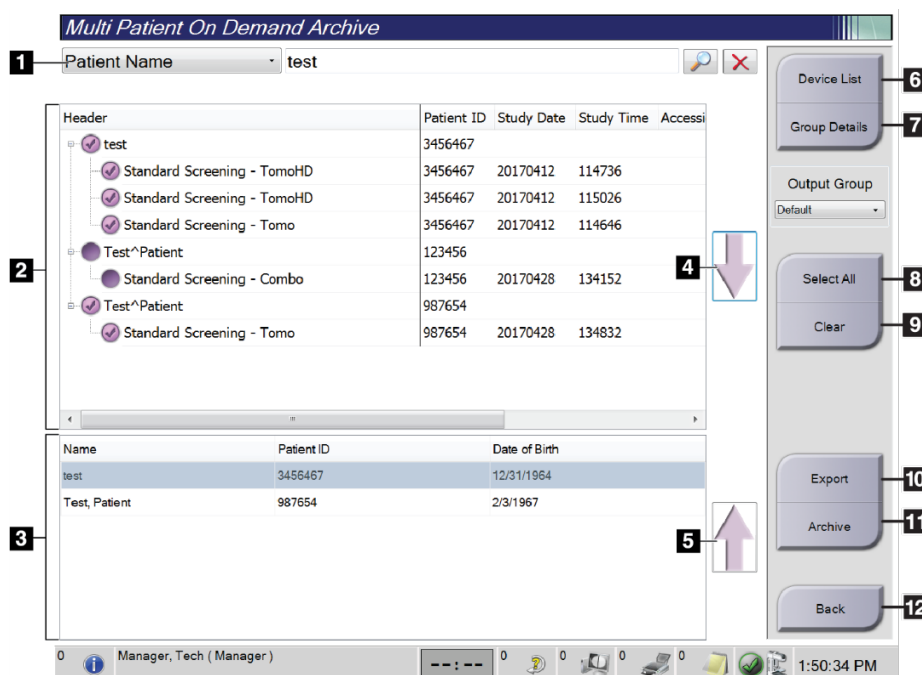 Multi Patient On Demand Archive
1 Patient Name test
Device List 6
Group Details 7
Output Group
Default
Header Patient ID Study Date Study Time Accessi
test 3456467
Standard Screening - TomoHD 3456467 20170412 114736
Standard Screening - TomoHD 3456467 20170412 115026
Standard Screening - Tomo 3456467 20170412 114646
Test^Patient 123456
2 Standard Screening - Combo 123456 20170428 134152
Test^Patient 987654
Standard Screening - Tomo 987654 20170428 134832
4
Select All 8
Clear 9
Name Patient ID Date of Birth
test 3456467 12/31/1964
Test, Patient 987654 2/3/1967
3
5
Export 10
Archive 11
Back 12
0 Manager, Tech ( Manager ) --:-- 0 0 0 0 1:50:34 PM